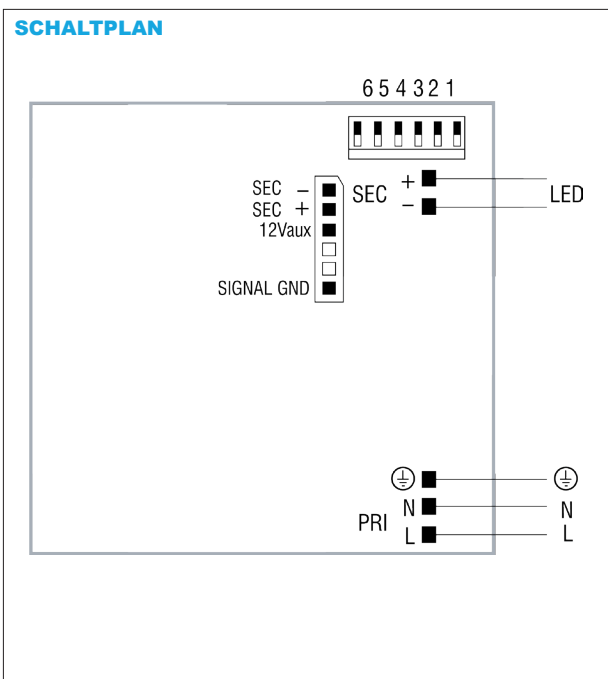 SCHALTPLAN
6 5 4 3 2 1
SEC –
SEC +
12Vaux
SIGNAL GND
SEC + –
LED
PRI
N N
L L